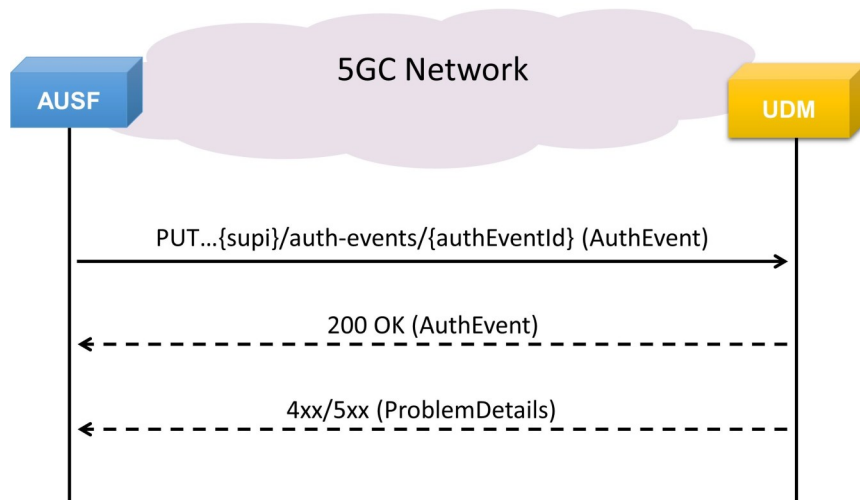 5GC Network
AUSF
UDM
PUT...{supi}/auth-events/{authEventId} (AuthEvent)
200 OK (AuthEvent)
4xx/5xx (ProblemDetails)